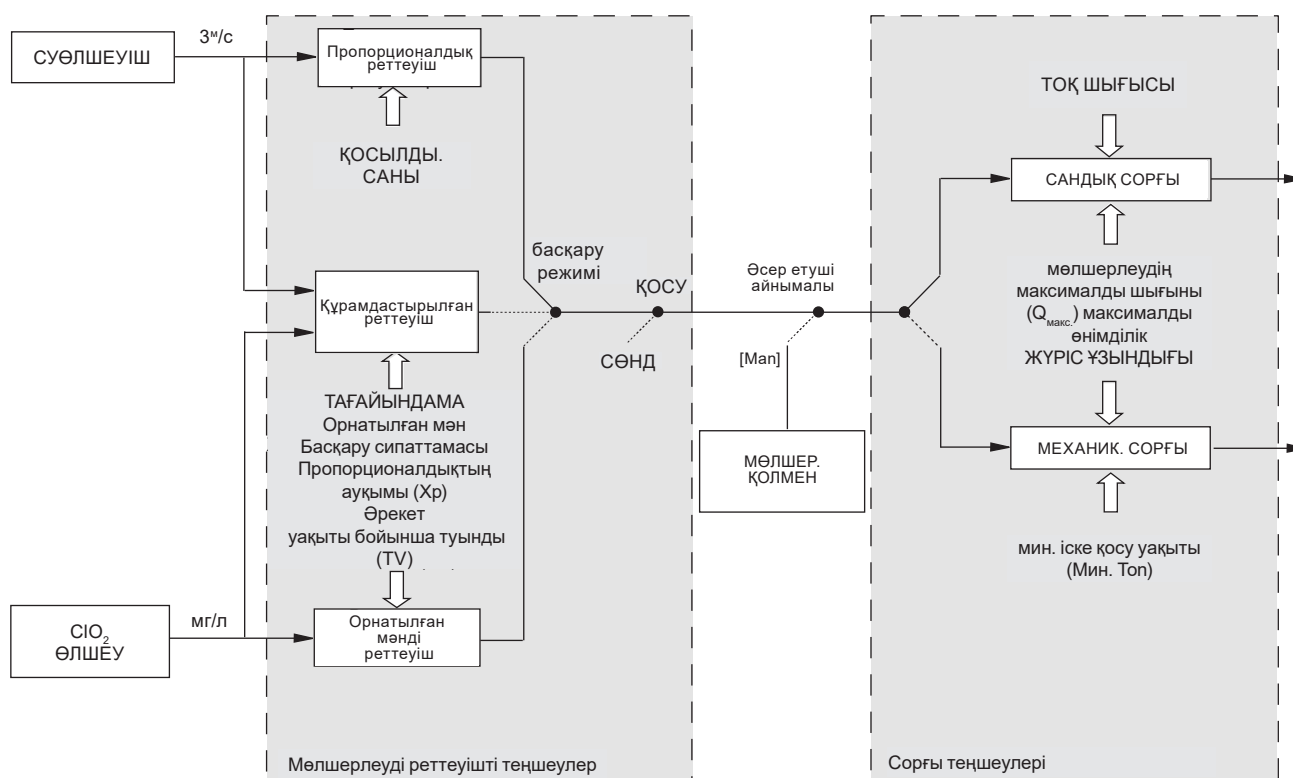 СУӨЛШЕУІШ
3ᵐ/с
Пропорционалдық
реттеуіш
ҚОСЫЛДЫ.
САНЫ
Құрамдастырылған
реттеуіш
ТАҒАЙЫНДАМА
Орнатылған мән
Басқару сипаттамасы
Пропорционалдықтың
ауқымы (Xp)
Әрекет
уақыты бойынша туынды
(TV)
CIO₂
ӨЛШЕУ
мг/л
Орнатылған
мәнді
реттеуіш
Мөлшерлеуді реттеуішті теңшеулер
басқару
режимі
ҚОСУ
СӨНД
Әсер етуші
айнымалы
[Man]
МӨЛШЕР.
ҚОЛМЕН
ТОҚ ШЫҒЫСЫ
САНДЫҚ СОРҒЫ
мөлшерлеудің
максималды шығыны
(Qмакс.) максималды
өнімділік
ЖҮРІС ҰЗЫНДЫҒЫ
МЕХАНИК. СОРҒЫ
мин. іске қосу уақыты
(Мин. Ton)
Сорғы теңшеулері